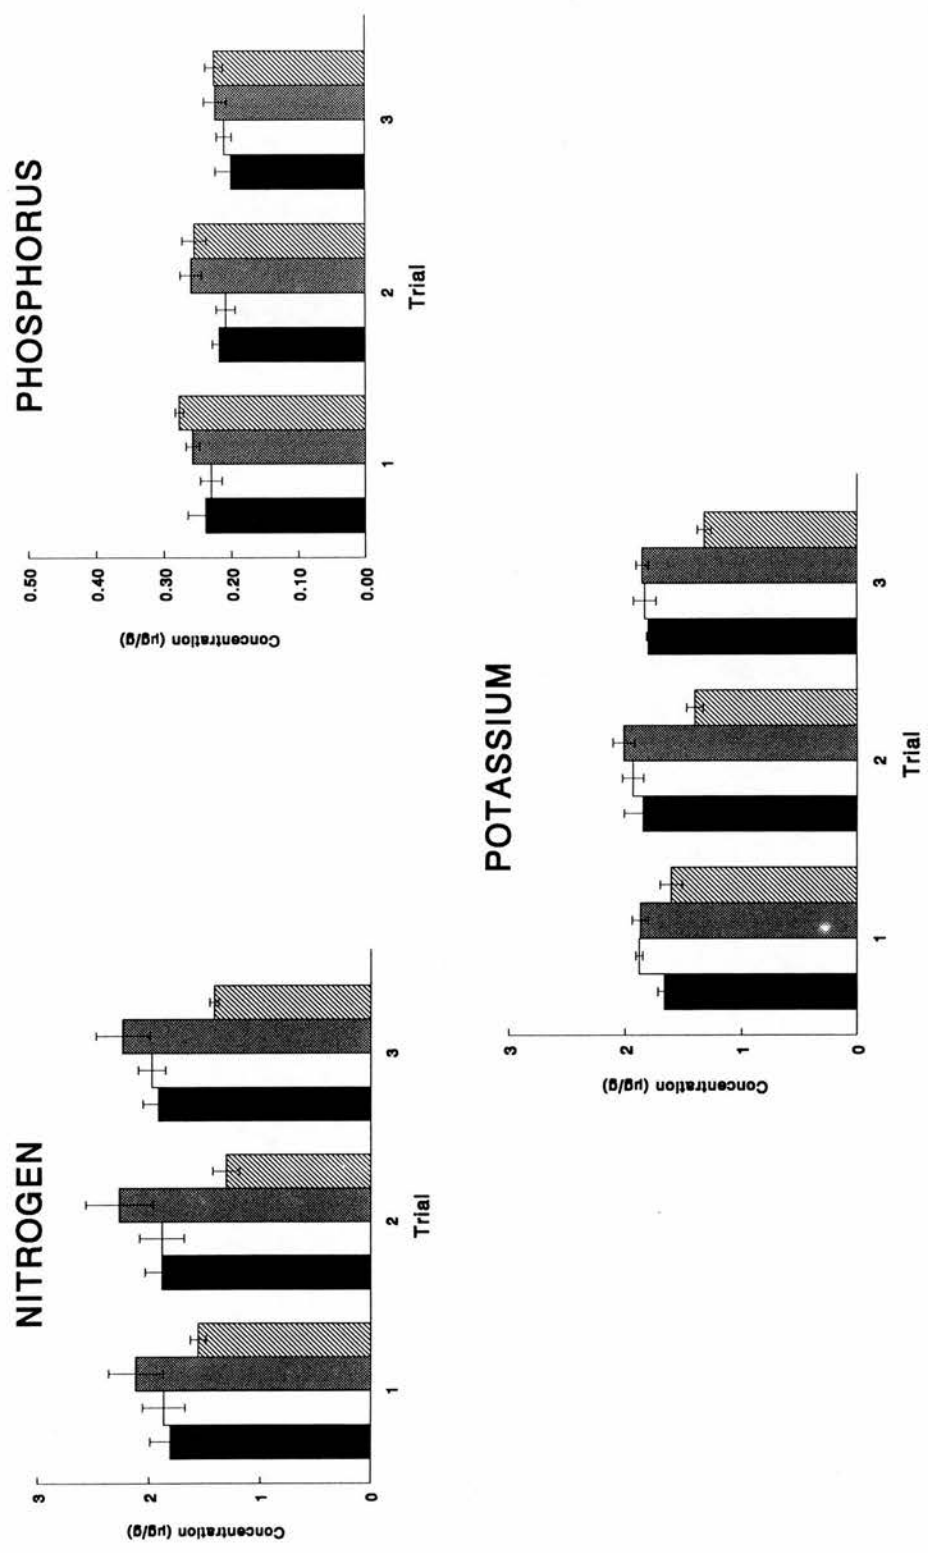 NITROGEN
Concentration (µg/g)
3
2
1
0
1
2
3
Trial
PHOSPHORUS
Concentration (µg/g)
0.50
0.40
0.30
0.20
0.10
0.00
1
2
3
Trial
POTASSIUM
Concentration (µg/g)
3
2
1
0
1
2
3
Trial